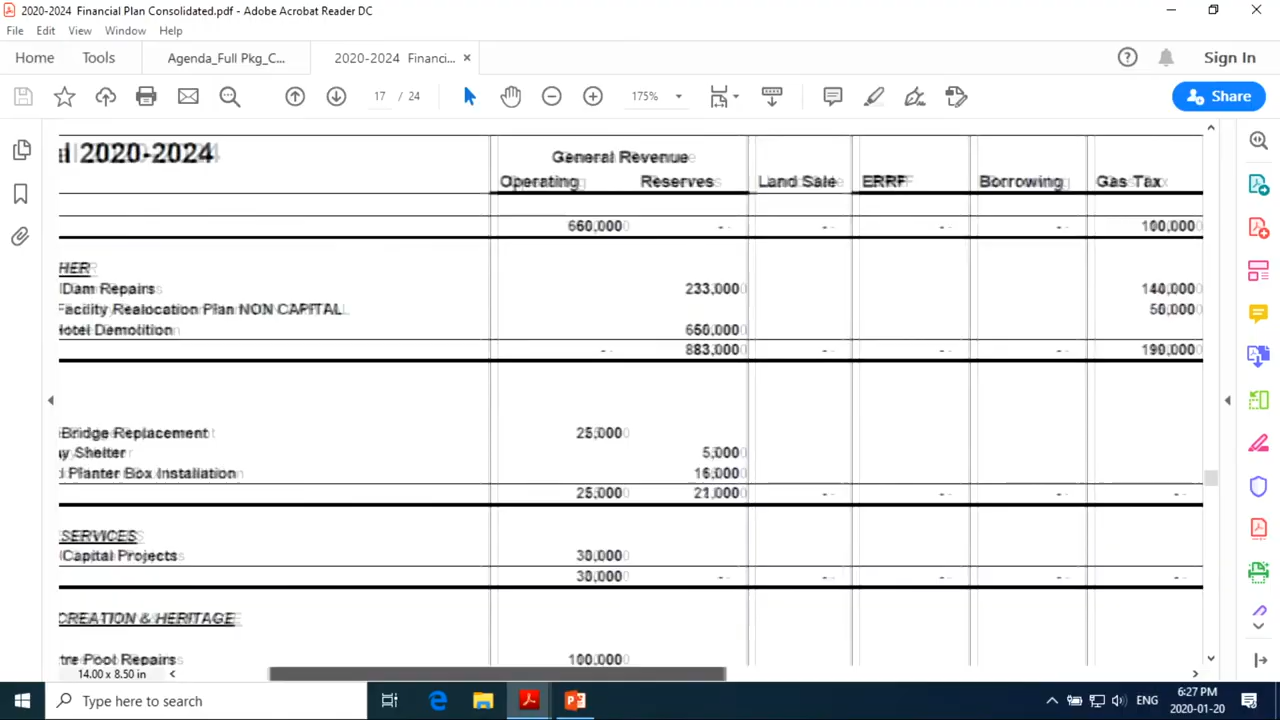 2020-2024 Financial Plan Consolidated.pdf - Adobe Acrobat Reader DC
File Edit View Window Help
Home Tools Agenda_Full Pkg_C... 2020-2024 Financi... ×
Sign In
17 / 24 175% Share
l 2020-2024
General Revenue
Operating Reserves Land Sale ERRF Borrowing Gas Tax
660,000 - - - - 100,000
HER
Dam Repairs 233,000
Facility Realocation Plan NON CAPITAL 50,000
Hotel Demolition 650,000
- 883,000 - - - 190,000
Bridge Replacement 25,000
y Shelter 5,000
Planter Box Installation 16,000
25,000 21,000 - - - -
SERVICES
Capital Projects 30,000
30,000 - - - - -
CREATION & HERITAGE
tre Pool Repairs 100,000
14.00 x 8.50 in
Type here to search
ENG
6:27 PM
2020-01-20